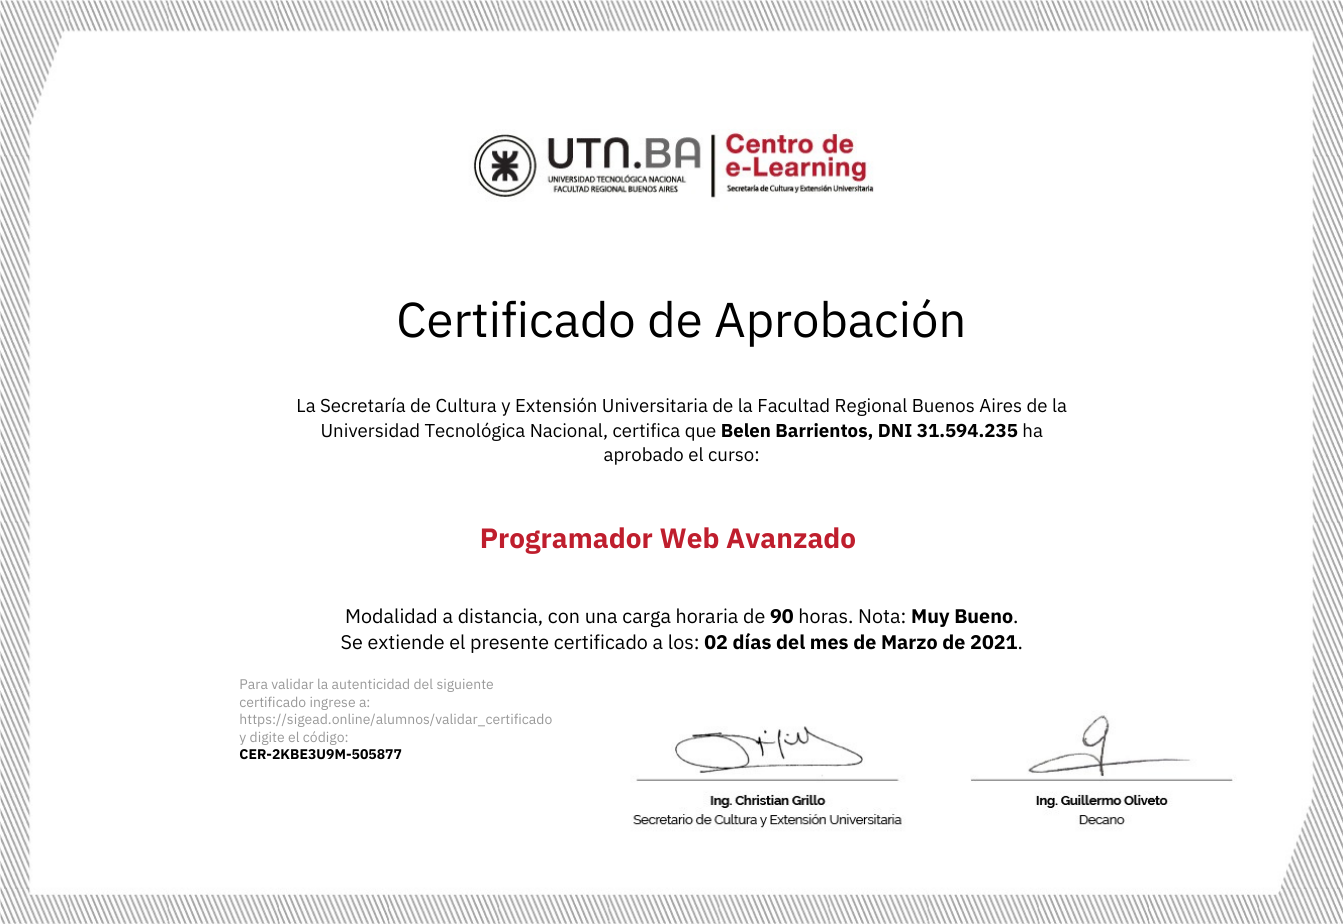 UTN.BA
UNIVERSIDAD TECNOLÓGICA NACIONAL
FACULTAD REGIONAL BUENOS AIRES
Centro de
e-Learning
Secretaría de Cultura y Extensión Universitaria
Certificado de Aprobación
La Secretaría de Cultura y Extensión Universitaria de la Facultad Regional Buenos Aires de la
Universidad Tecnológica Nacional, certifica que Belen Barrientos, DNI 31.594.235 ha
aprobado el curso:
Programador Web Avanzado
Modalidad a distancia, con una carga horaria de 90 horas. Nota: Muy Bueno.
Se extiende el presente certificado a los: 02 días del mes de Marzo de 2021.
Para validar la autenticidad del siguiente
certificado ingrese a:
https://sigead.online/alumnos/validar_certificado
y digite el código:
CER-2KBE3U9M-505877
Ing. Christian Grillo
Secretario de Cultura y Extensión Universitaria
Ing. Guillermo Oliveto
Decano